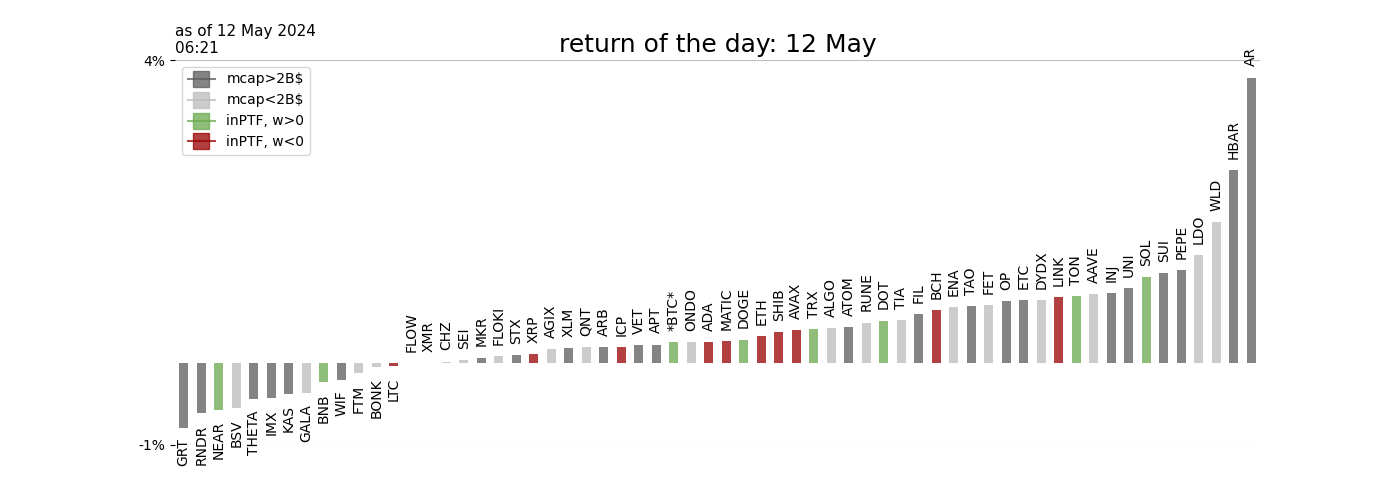 as of 12 May 2024
06:21
return of the day: 12 May
4%
mcap>2B$
mcap<2B$
inPTF, w>0
inPTF, w<0
-1%
GRT
RNDR
NEAR
BSV
THETA
IMX
KAS
GALA
BNB
WIF
FTM
BONK
LTC
FLOW
XMR
CHZ
SEI
MKR
FLOKI
STX
XRP
AGIX
XLM
QNT
ARB
ICP
VET
APT
*BTC*
ONDO
ADA
MATIC
DOGE
ETH
SHIB
AVAX
TRX
ALGO
ATOM
RUNE
DOT
TIA
FIL
BCH
ENA
TAO
FET
OP
ETC
DYDX
LINK
TON
AAVE
INJ
UNI
SOL
SUI
PEPE
LDO
WLD
HBAR
AR